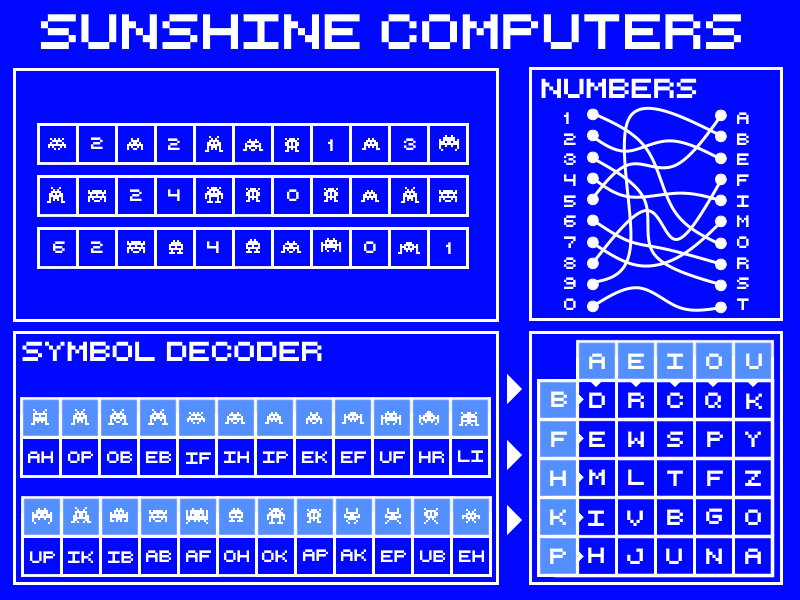 SUNSHINE COMPUTERS
NUMBERS
1 A
2 B
3 E
4 F
5 I
6 M
7 O
8 R
9 S
0 T
2 2 1 3
2 4 0
6 2 4 0 1
SYMBOL DECODER
AH OP OB EB IF IH IP EK EF UF HR LI
UP IK IB AB AF OH OK AP AK EP UB EH
A E I O U
B D R C Q K
F E W S P Y
H M L T F Z
K I V B G O
P H J U N A